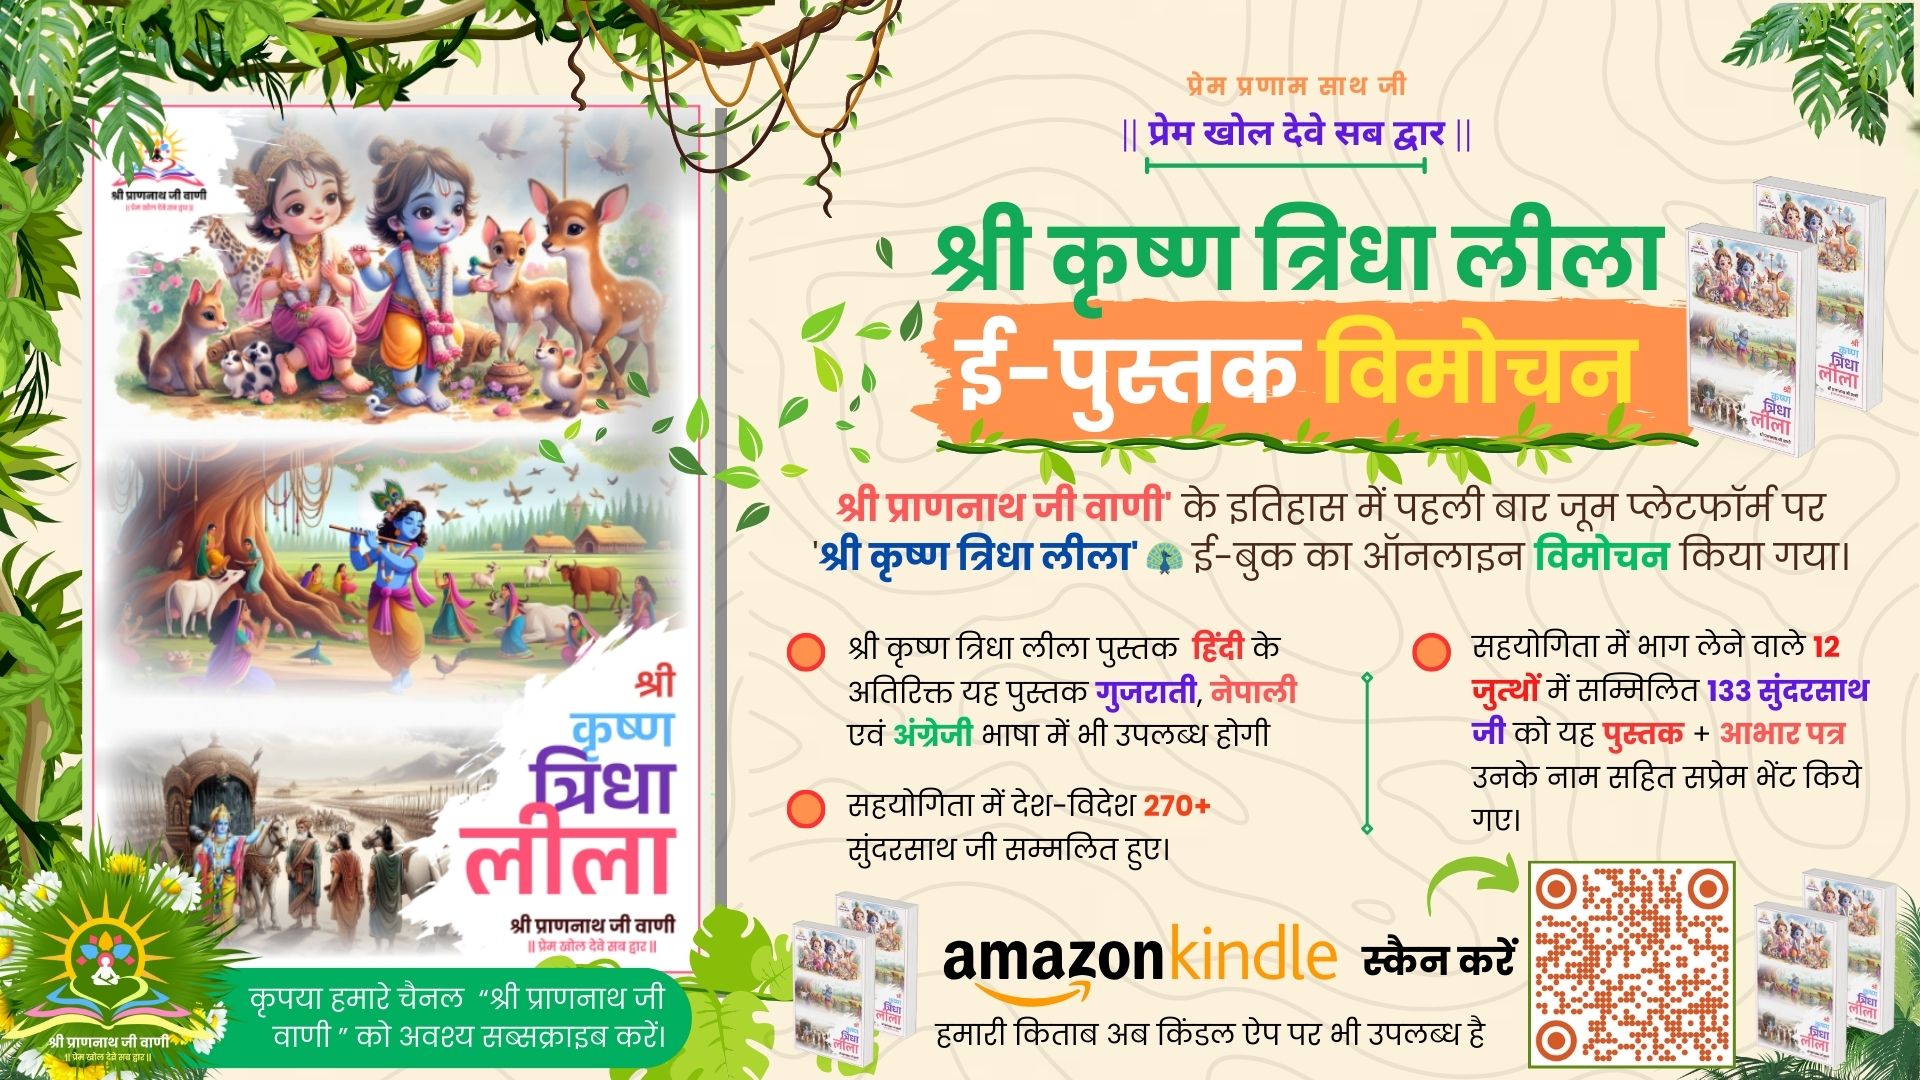 प्रेम प्रणाम साथ जी
|| प्रेम खोल देवे सब द्वार ||
श्री कृष्ण त्रिधा लीला
ई-पुस्तक विमोचन
श्री प्राणनाथ जी वाणी' के इतिहास में पहली बार जूम प्लेटफॉर्म पर
'श्री कृष्ण त्रिधा लीला' ई-बुक का ऑनलाइन विमोचन किया गया।
श्री कृष्ण त्रिधा लीला पुस्तक हिंदी के
अतिरिक्त यह पुस्तक गुजराती, नेपाली
एवं अंग्रेजी भाषा में भी उपलब्ध होगी
सहयोगिता में देश-विदेश 270+
सुंदरसाथ जी सम्मलित हुए।
सहयोगिता में भाग लेने वाले 12
जुत्थों में सम्मिलित 133 सुंदरसाथ
जी को यह पुस्तक + आभार पत्र
उनके नाम सहित सप्रेम भेंट किये
गए।
amazonkindle स्कैन करें
हमारी किताब अब किंडल ऐप पर भी उपलब्ध है
श्री प्राणनाथ जी वाणी
|| प्रेम खोल देवे सब द्वार ||
श्री
कृष्ण
त्रिधा
लीला
श्री प्राणनाथ जी वाणी
|| प्रेम खोल देवे सब द्वार ||
कृपया हमारे चैनल “श्री प्राणनाथ जी
वाणी ” को अवश्य सब्सक्राइब करें।
श्री प्राणनाथ जी वाणी
|| प्रेम खोल देवे सब द्वार ||
श्री
कृष्ण
त्रिधा
लीला
श्री
कृष्ण
त्रिधा
लीला